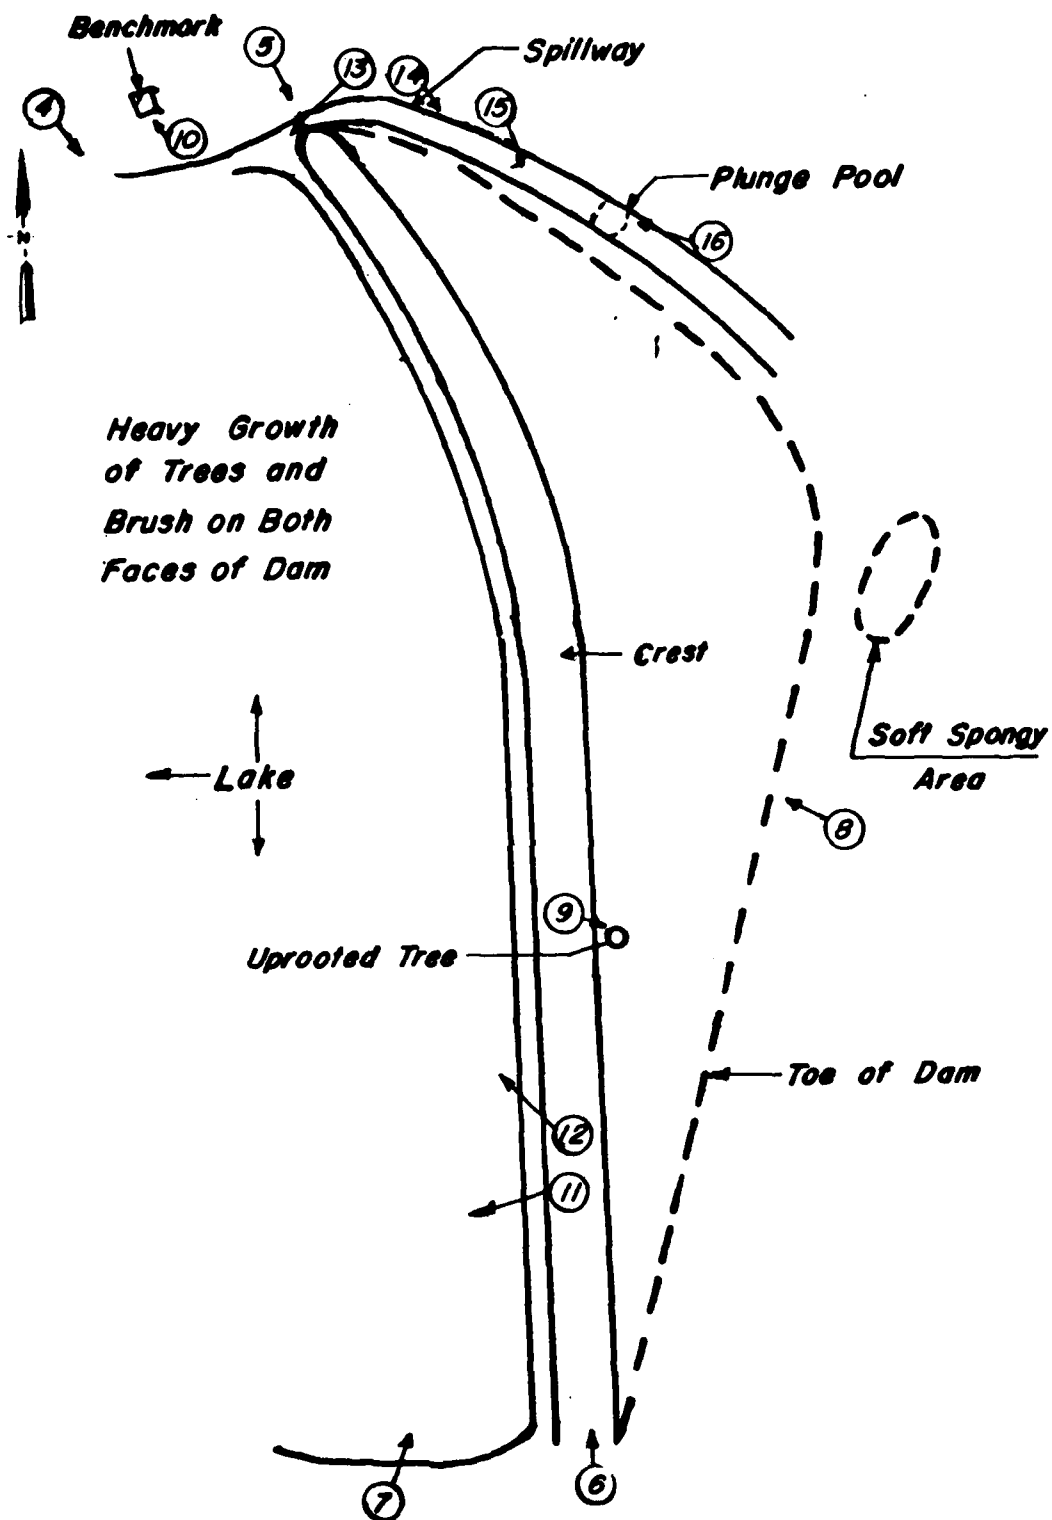 Benchmark
5
13
14
Spillway
4
10
15
Plunge Pool
16
N
Heavy Growth
of Trees and
Brush on Both
Faces of Dam
Crest
Soft Spongy
Area
Lake
8
9
Uprooted Tree
Toe of Dam
12
11
7
6